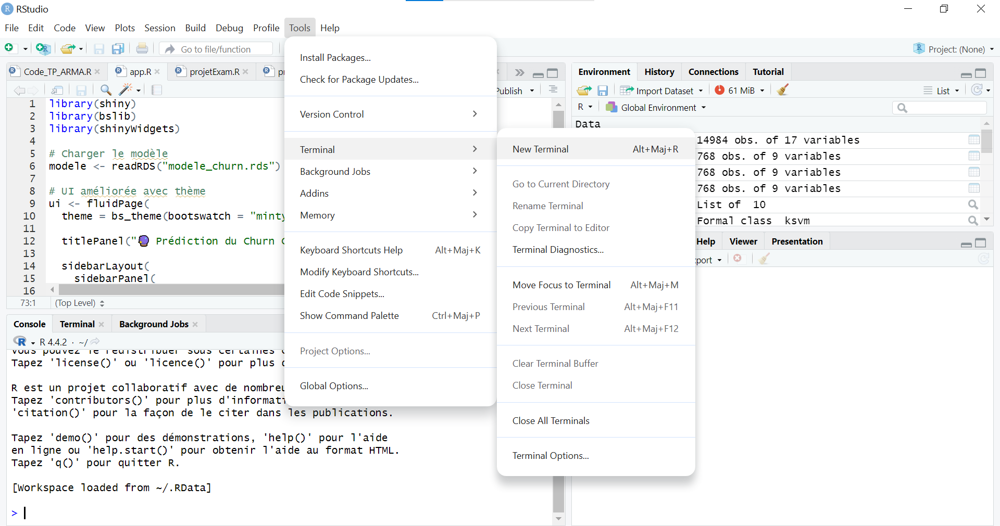 RStudio
File Edit Code View Plots Session Build Debug Profile Tools Help
Go to file/function
Project: (None)
Code_TP_ARMA.R
app.R
projetExam.R
Publish
1 library(shiny)
2 library(bslib)
3 library(shinyWidgets)
4
5 # Charger le modèle
6 modele <- readRDS("modele_churn.rds")
7
8 # UI améliorée avec thème
9 ui <- fluidPage(
10 theme = bs_theme(bootswatch = "minty
11
12 titlePanel("🔮 Prédiction du Churn
13
14 sidebarLayout(
15 sidebarPanel(
16
73:1 (Top Level)
Console Terminal Background Jobs
R 4.4.2 · ~/
vous pouvez le redistribuer sous certaines
Tapez 'license()' ou 'licence()' pour plus
R est un projet collaboratif avec de
Tapez 'contributors()' pour plus
'citation()' pour la façon de le citer dans les publications.
Tapez 'demo()' pour des démonstrations, 'help()' pour l'aide
en ligne ou 'help.start()' pour obtenir l'aide au format HTML.
Tapez 'q()' pour quitter R.
[Workspace loaded from ~/.RData]
>
Install Packages...
Check for Package Updates...
Version Control
Terminal
Background Jobs
Addins
Memory
Keyboard Shortcuts Help Alt+Maj+K
Modify Keyboard Shortcuts...
Edit Code Snippets...
Show Command Palette Ctrl+Maj+P
Project Options...
Global Options...
New Terminal Alt+Maj+R
Go to Current Directory
Rename Terminal
Copy Terminal to Editor
Terminal Diagnostics...
Move Focus to Terminal Alt+Maj+M
Previous Terminal Alt+Maj+F11
Next Terminal Alt+Maj+F12
Clear Terminal Buffer
Close Terminal
Close All Terminals
Terminal Options...
Environment History Connections Tutorial
Import Dataset 61 MiB List
R Global Environment
Data
14984 obs. of 17 variables
768 obs. of 9 variables
768 obs. of 9 variables
768 obs. of 9 variables
List of 10
Formal class ksvm
Help Viewer Presentation
port